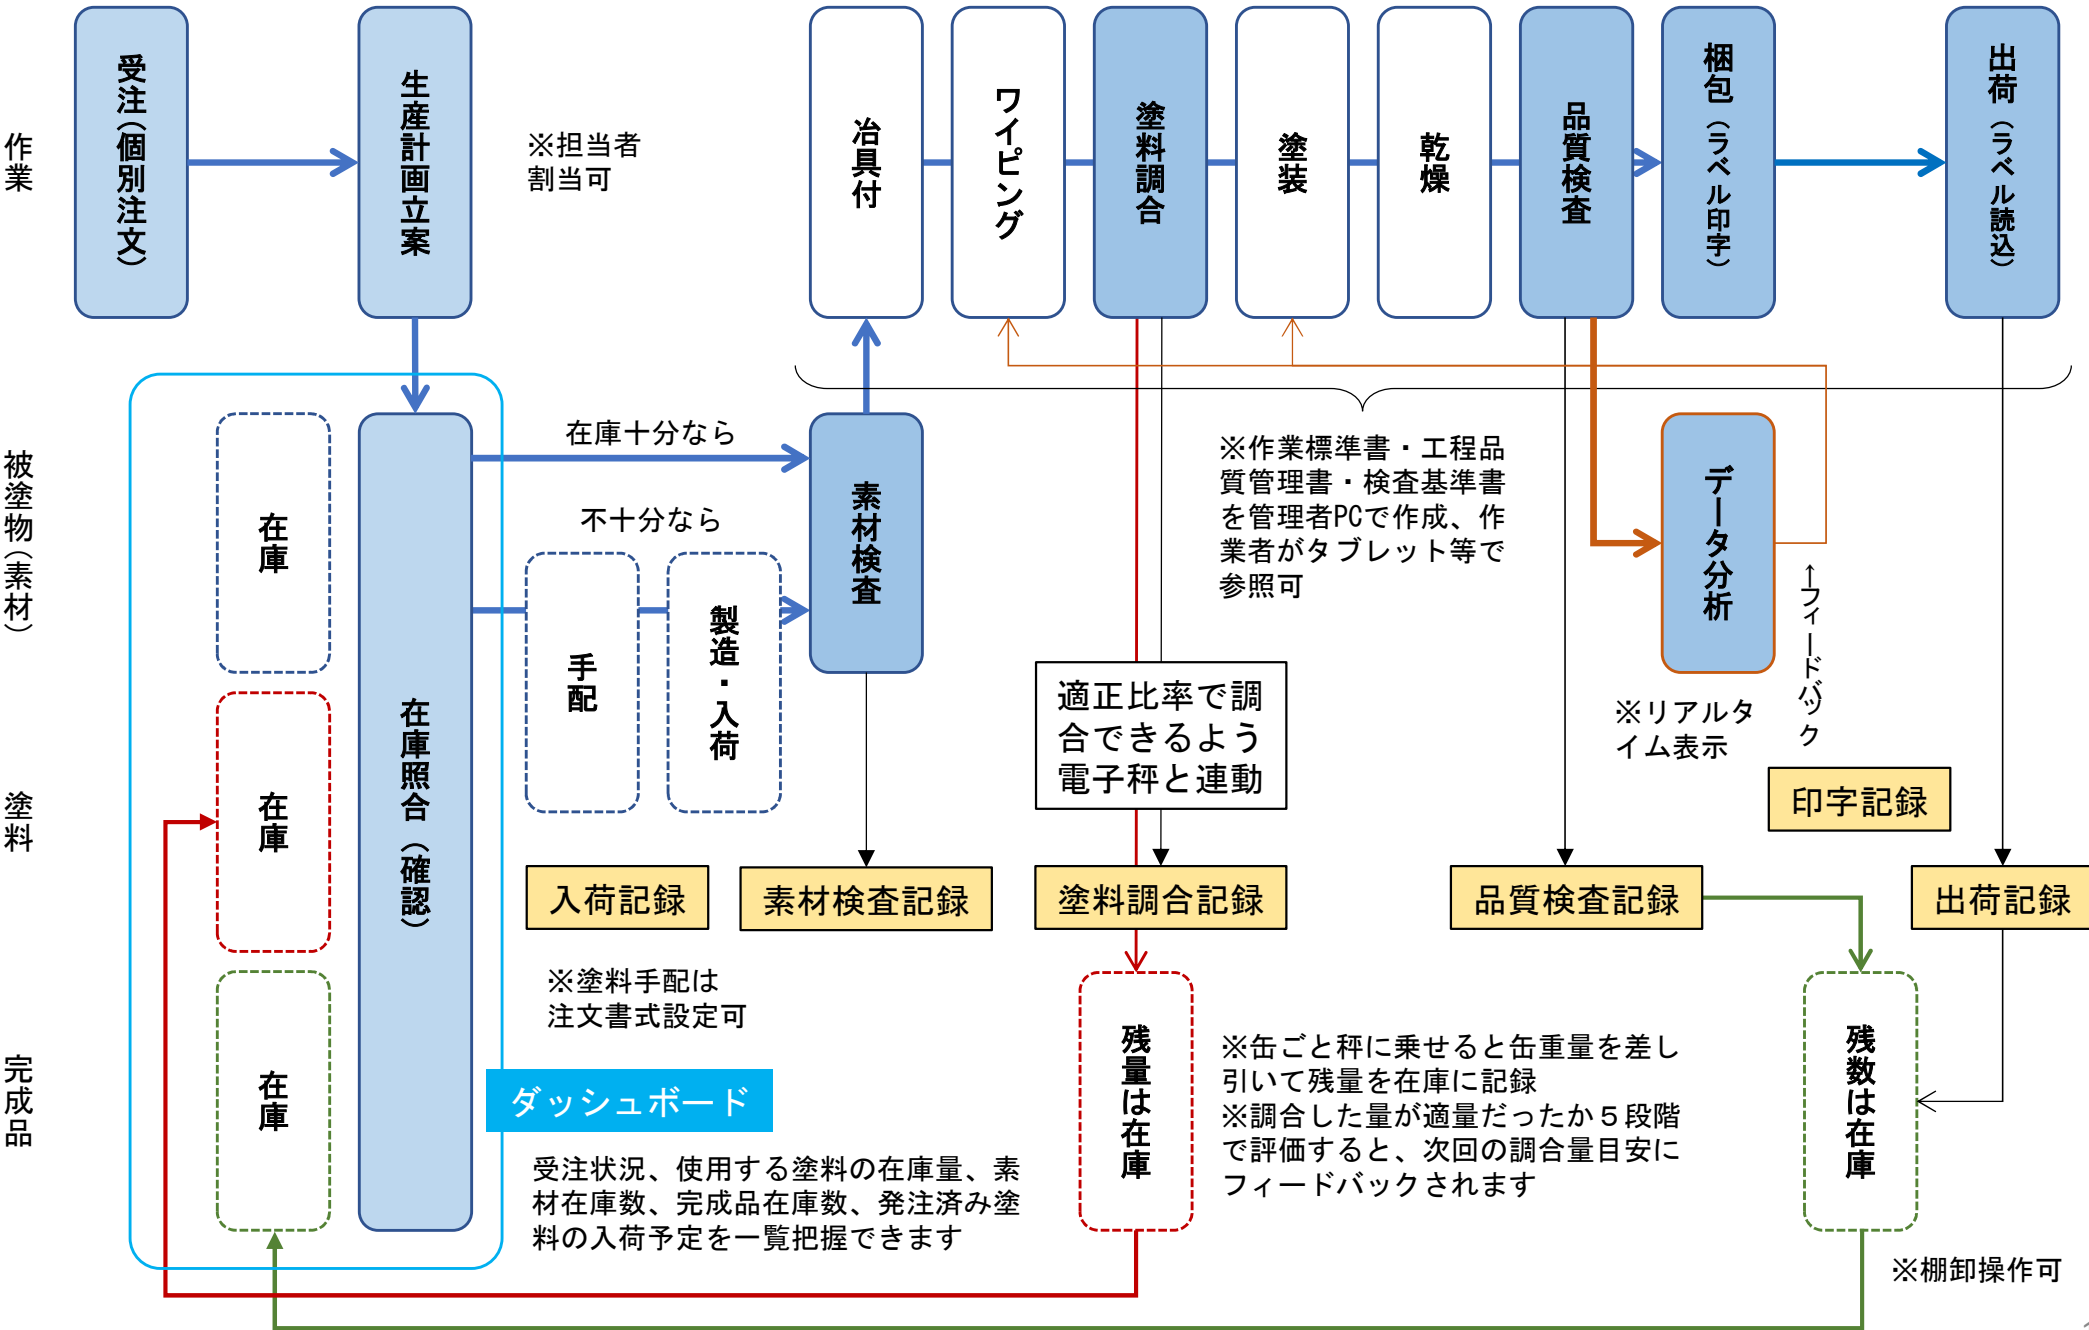 作業
受注（個別注文）
生産計画立案
※担当者
割当可
冶具付
ワイピング
塗料調合
塗装
乾燥
品質検査
梱包（ラベル印字）
出荷（ラベル読込）
被塗物（素材）
塗料
完成品
在庫
在庫
在庫
在庫照合（確認）
在庫十分なら
不十分なら
手配
製造・入荷
素材検査
※作業標準書・工程品
質管理書・検査基準書
を管理者PCで作成、作
業者がタブレット等で
参照可
データ分析
←フィードバック
※リアルタ
イム表示
適正比率で調
合できるよう
電子秤と連動
印字記録
入荷記録
素材検査記録
塗料調合記録
品質検査記録
出荷記録
※塗料手配は
注文書式設定可
ダッシュボード
受注状況、使用する塗料の在庫量、素
材在庫数、完成品在庫数、発注済み塗
料の入荷予定を一覧把握できます
残量は在庫
※缶ごと秤に乗せると缶重量を差し
引いて残量を在庫に記録
※調合した量が適量だったか５段階
で評価すると、次回の調合量目安に
フィードバックされます
残数は在庫
※棚卸操作可